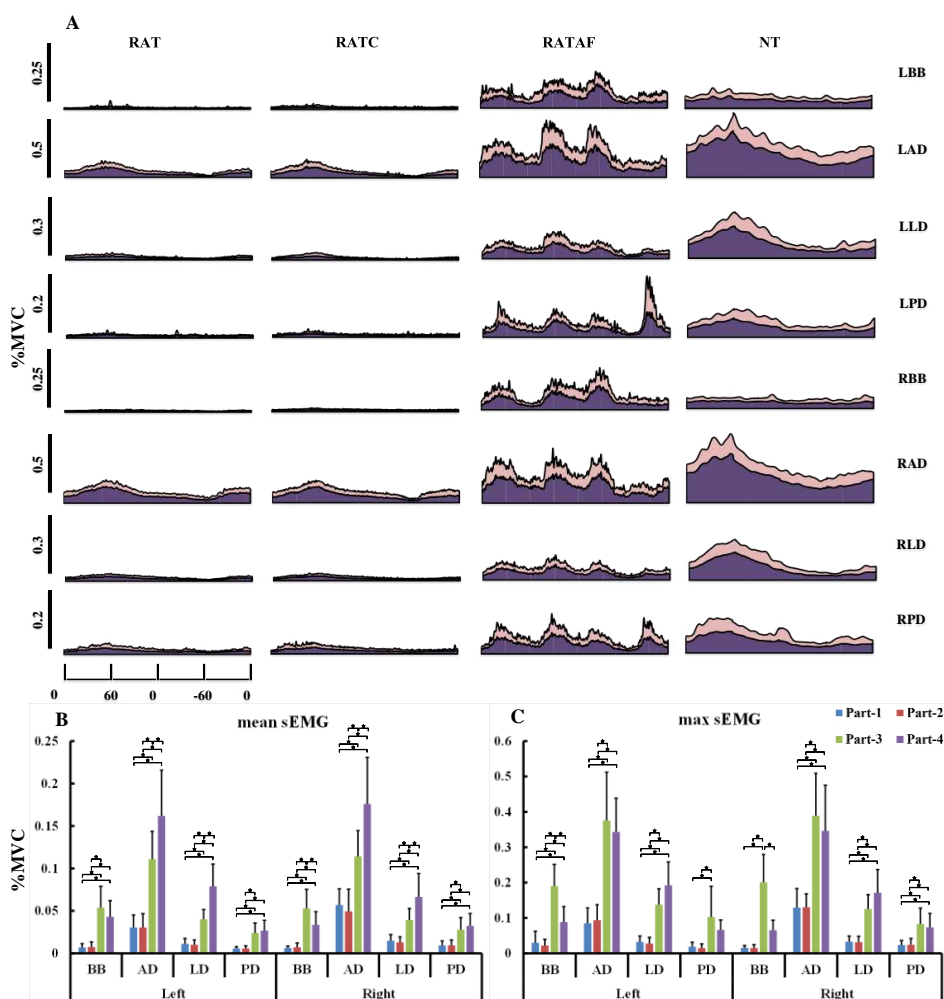 A
RAT RATC RATAF NT
0.25 LBB
0.5 LAD
0.3 LLD
0.2 LPD
%MVC
0.25 RBB
0.5 RAD
0.3 RLD
0.2 RPD
0 60 0 -60 0
B mean sEMG
%MVC
0.25
0.2
0.15
0.1
0.05
0
BB AD LD PD BB AD LD PD
Left Right
C max sEMG
Part-1 Part-2
Part-3 Part-4
0.6
0.5
0.4
0.3
0.2
0.1
0
BB AD LD PD BB AD LD PD
Left Right